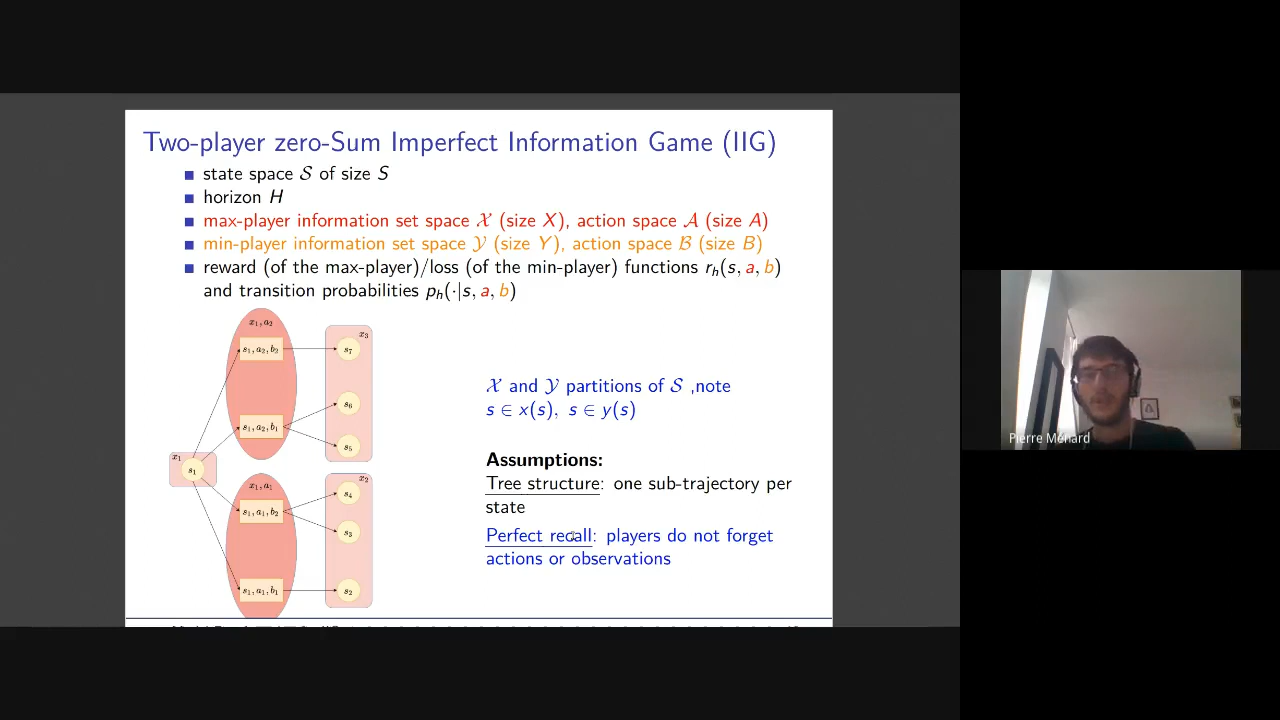 Two-player zero-Sum Imperfect Information Game (IIG)
state space 𝒮 of size S
horizon H
max-player information set space 𝒳 (size X), action space 𝒜 (size A)
min-player information set space 𝒴 (size Y), action space ℬ (size B)
reward (of the max-player)/loss (of the min-player) functions r_h(s, a, b)
and transition probabilities p_h(·|s, a, b)
x₁, a₂
x₃
s₁, a₂, b₂
s₇
s₆
s₁, a₂, b₁
s₅
x₁
s₁
x₁, a₁
x₂
s₄
s₁, a₁, b₂
s₃
s₁, a₁, b₁
s₂
𝒳 and 𝒴 partitions of 𝒮 ,note
s ∈ x(s), s ∈ y(s)
Assumptions:
Tree structure: one sub-trajectory per
state
Perfect recall: players do not forget
actions or observations
Pierre Ménard